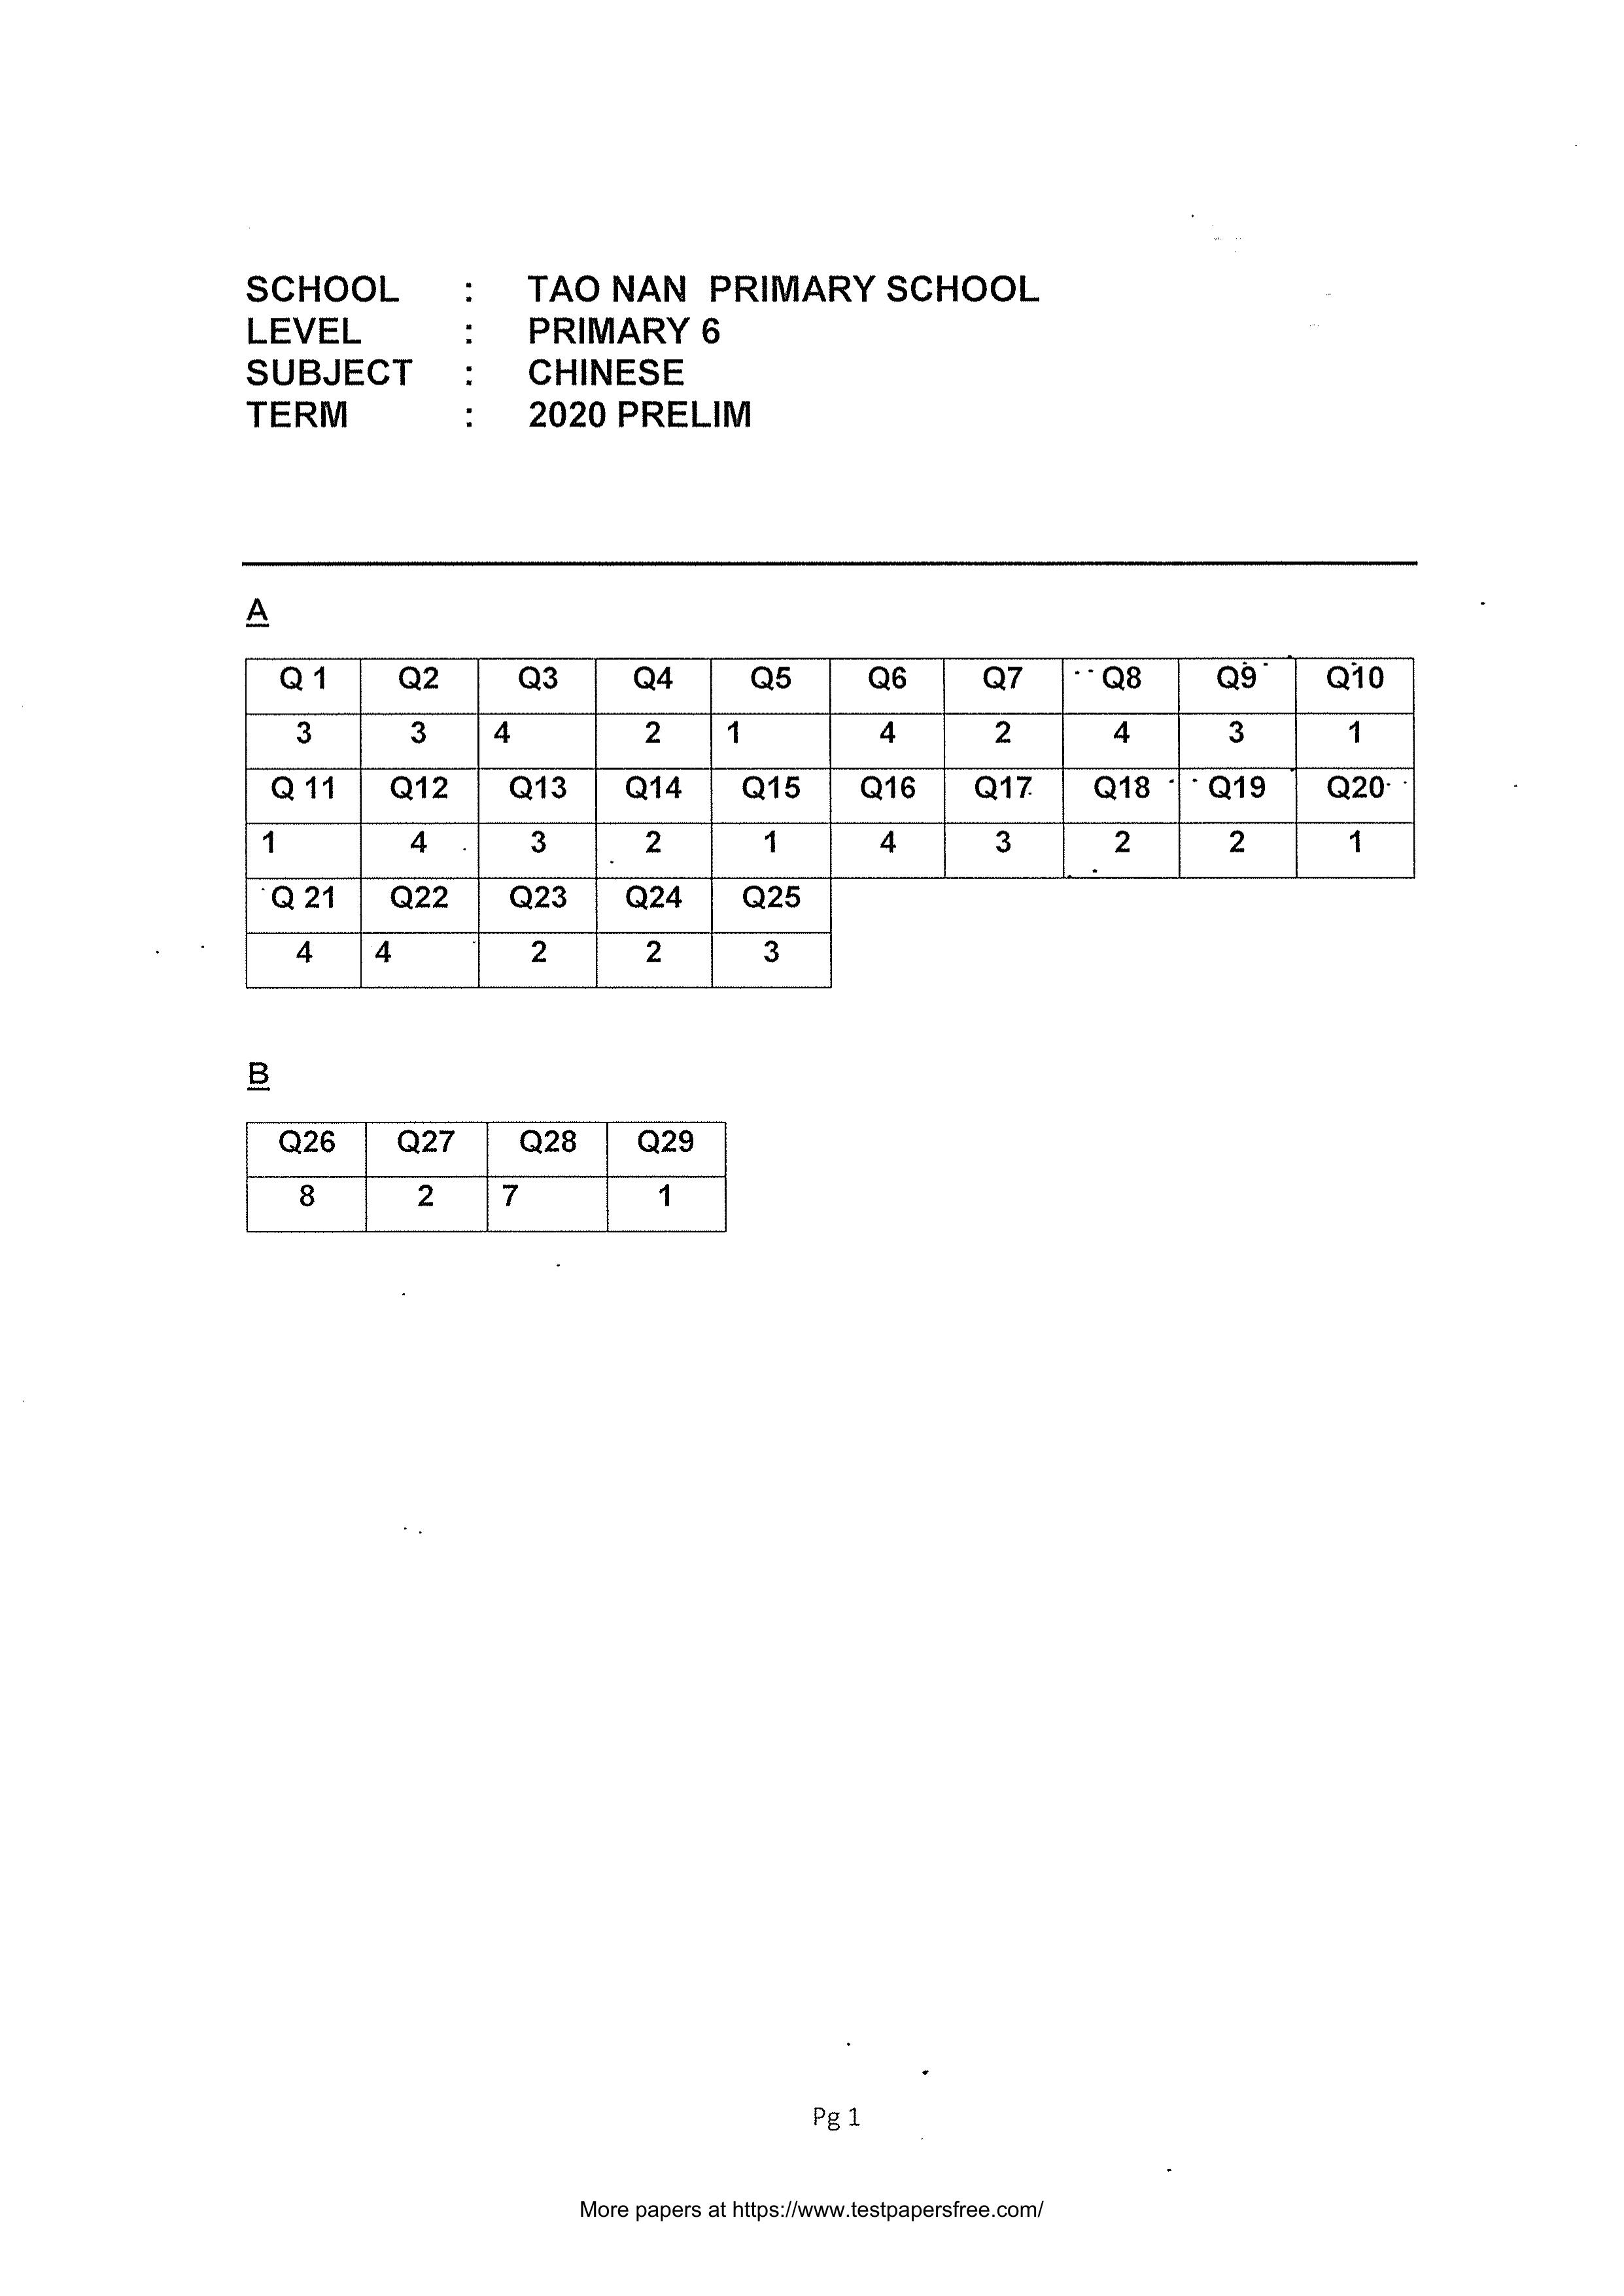 SCHOOL : TAO NAN PRIMARY SCHOOL
LEVEL : PRIMARY 6
SUBJECT : CHINESE
TERM : 2020 PRELIM
A
Q 1 Q2 Q3 Q4 Q5 Q6 Q7 Q8 Q9 Q10
3 3 4 2 1 4 2 4 3 1
Q 11 Q12 Q13 Q14 Q15 Q16 Q17 Q18 Q19 Q20
1 4 3 2 1 4 3 2 2 1
Q 21 Q22 Q23 Q24 Q25
4 4 2 2 3
B
Q26 Q27 Q28 Q29
8 2 7 1
Pg 1
More papers at https://www.testpapersfree.com/